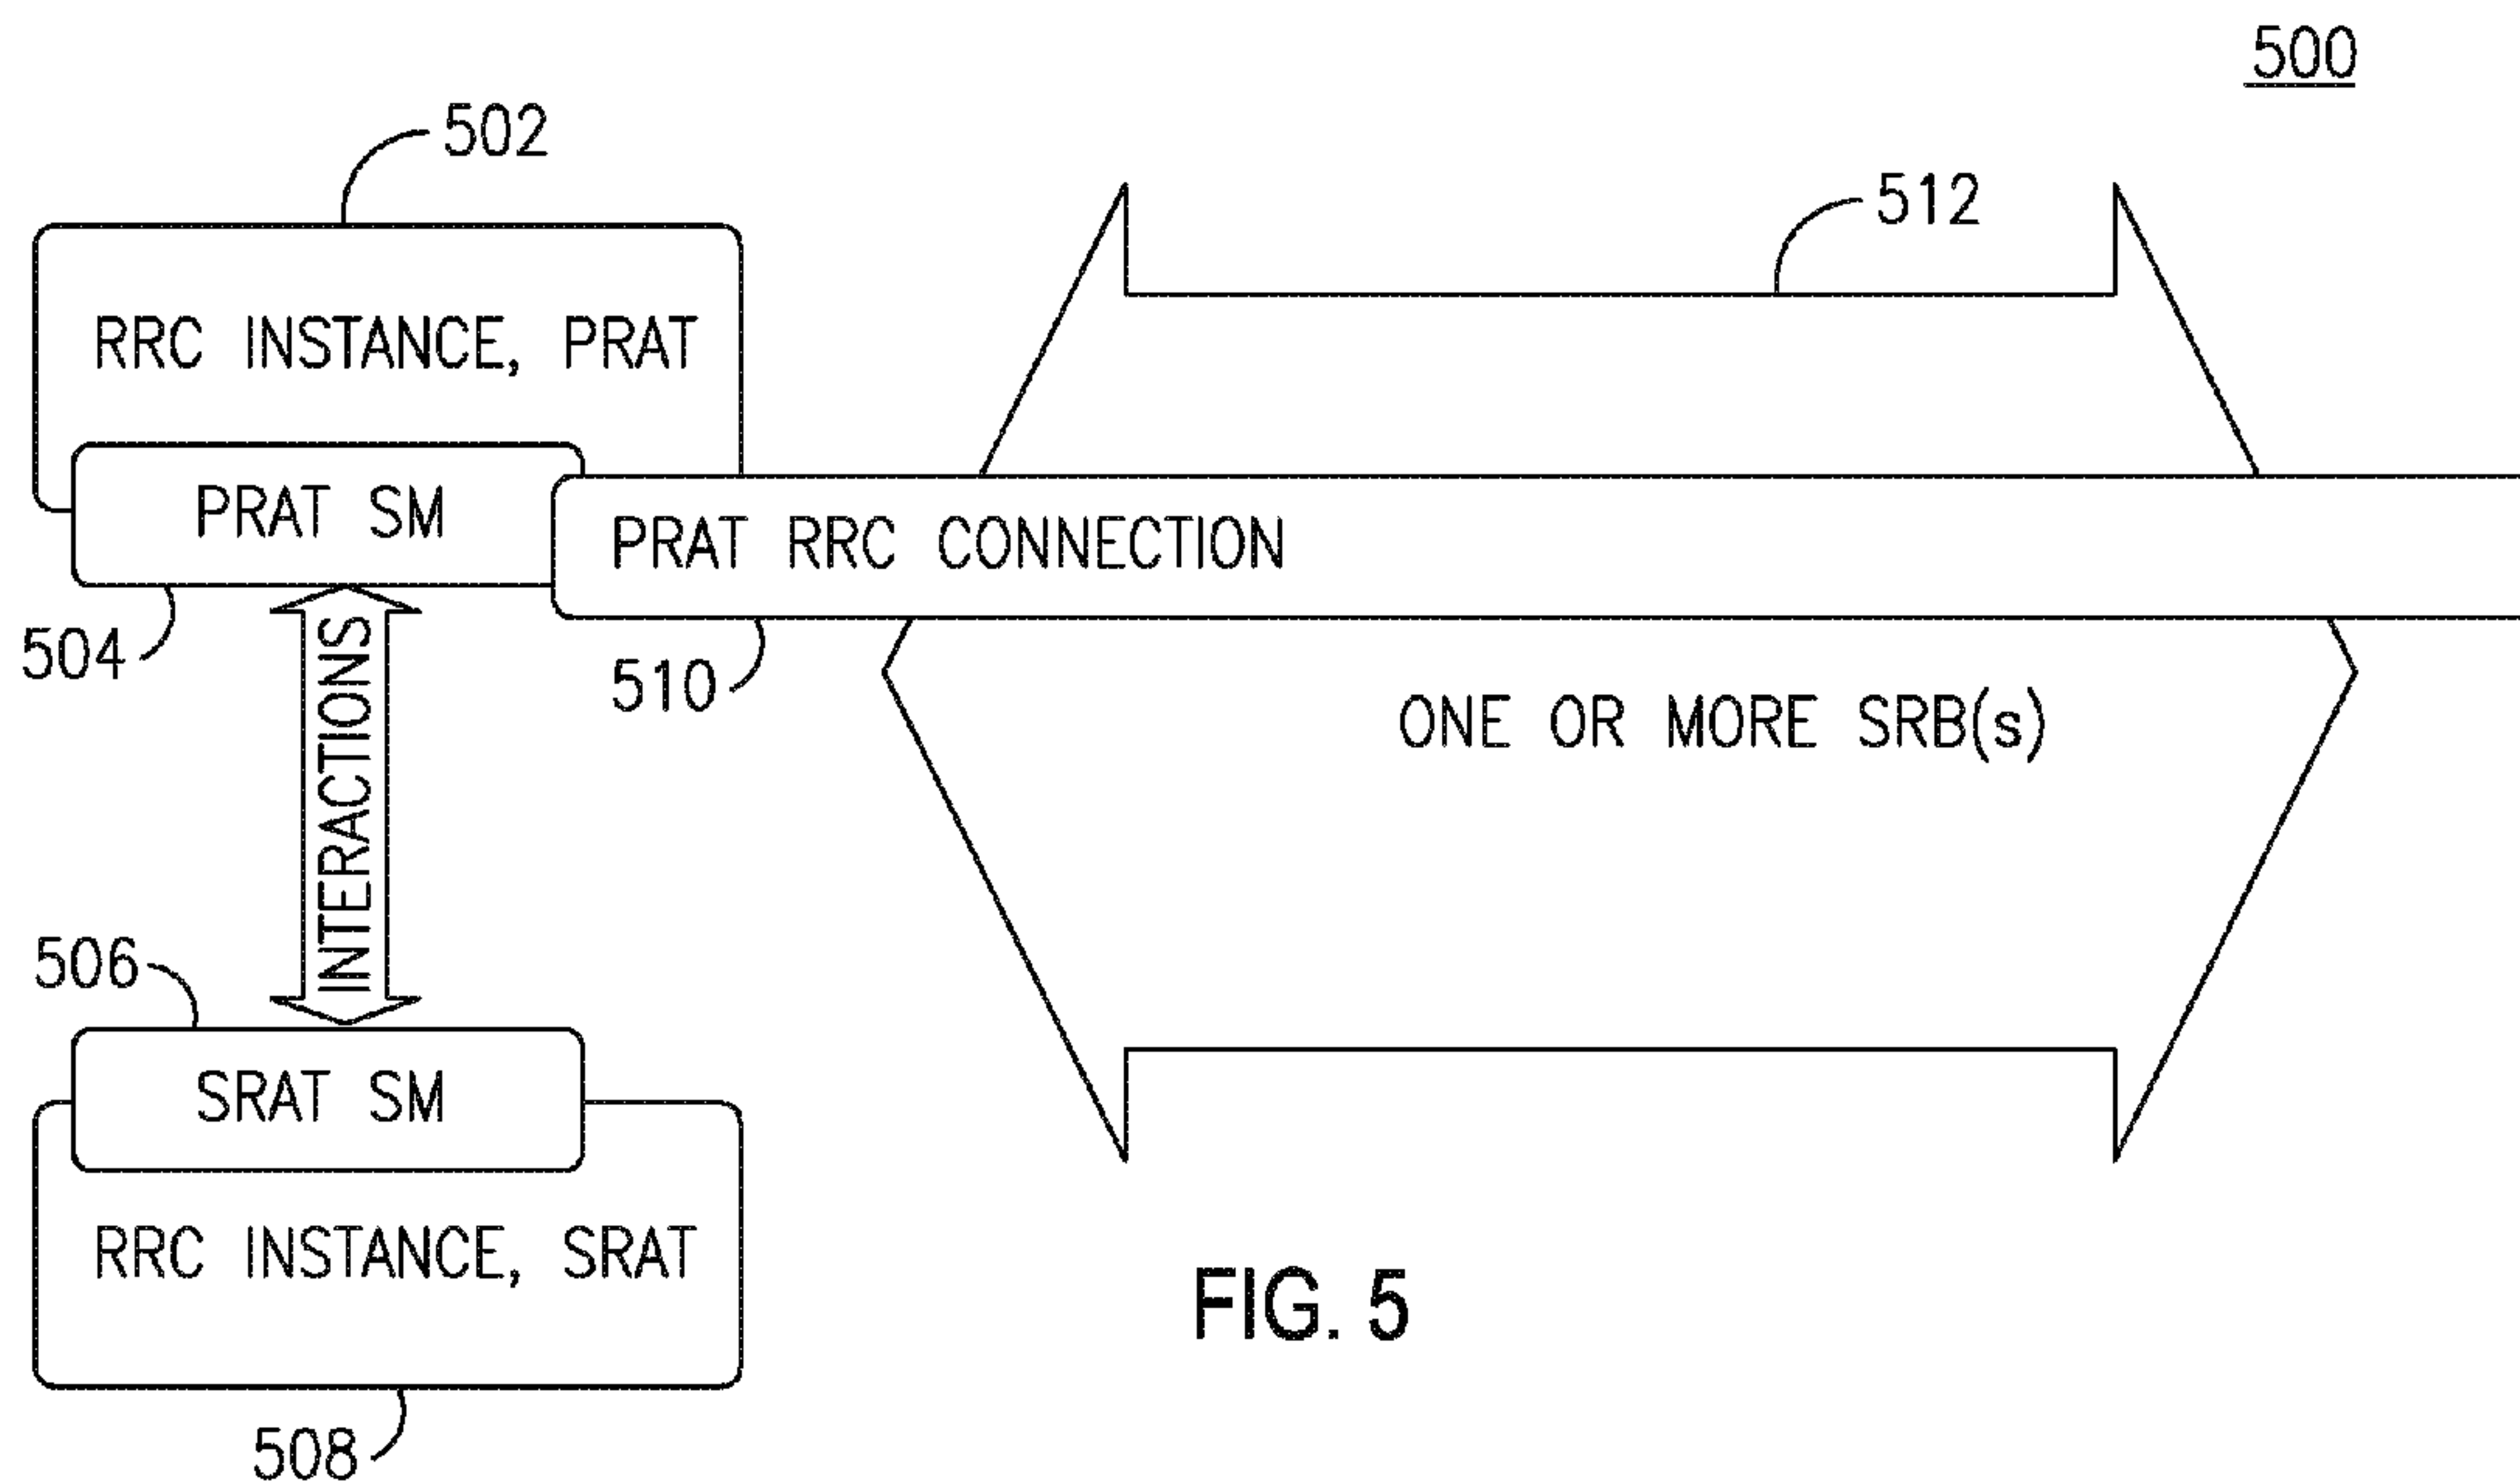 500
502
512
RRC INSTANCE, PRAT
PRAT SM
PRAT RRC CONNECTION
504
510
INTERACTIONS
ONE OR MORE SRB(s)
506
SRAT SM
RRC INSTANCE, SRAT
FIG. 5
508